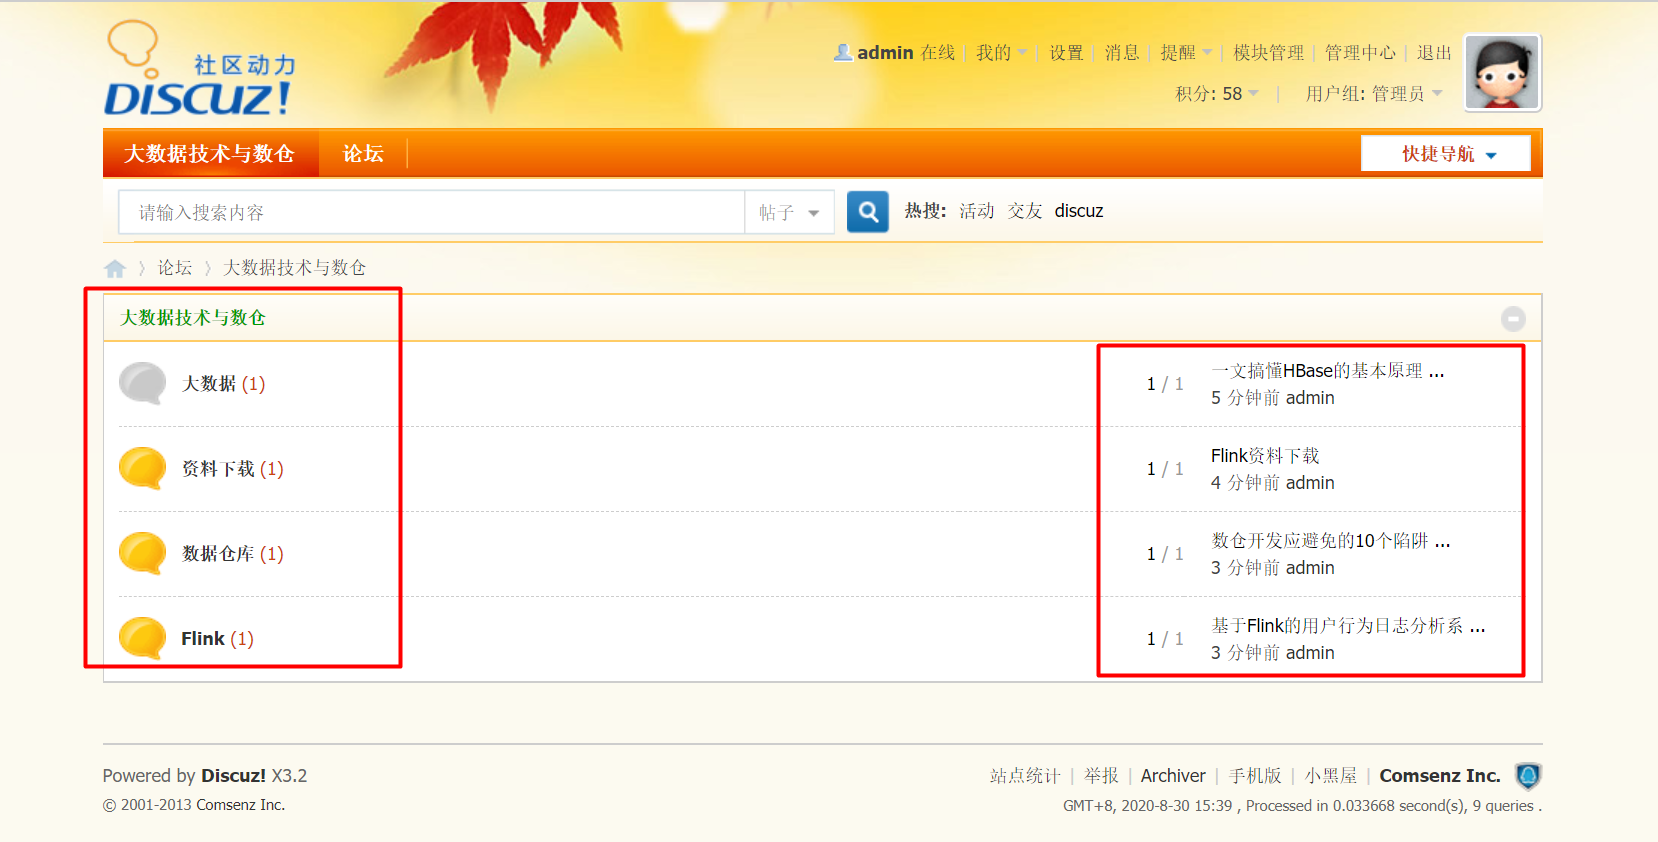 社区动力
DISCUZ!
admin 在线 | 我的 | 设置 | 消息 | 提醒 | 模块管理 | 管理中心 | 退出
积分: 58 | 用户组: 管理员
大数据技术与数仓 论坛 快捷导航
请输入搜索内容 帖子 热搜: 活动 交友 discuz
论坛 〉 大数据技术与数仓
大数据技术与数仓
大数据 (1) 1 / 1 一文搞懂HBase的基本原理 ...
5 分钟前 admin
资料下载 (1) 1 / 1 Flink资料下载
4 分钟前 admin
数据仓库 (1) 1 / 1 数仓开发应避免的10个陷阱 ...
3 分钟前 admin
Flink (1) 1 / 1 基于Flink的用户行为日志分析系 ...
3 分钟前 admin
Powered by Discuz! X3.2 站点统计 | 举报 | Archiver | 手机版 | 小黑屋 | Comsenz Inc.
© 2001-2013 Comsenz Inc. GMT+8, 2020-8-30 15:39 , Processed in 0.033668 second(s), 9 queries .